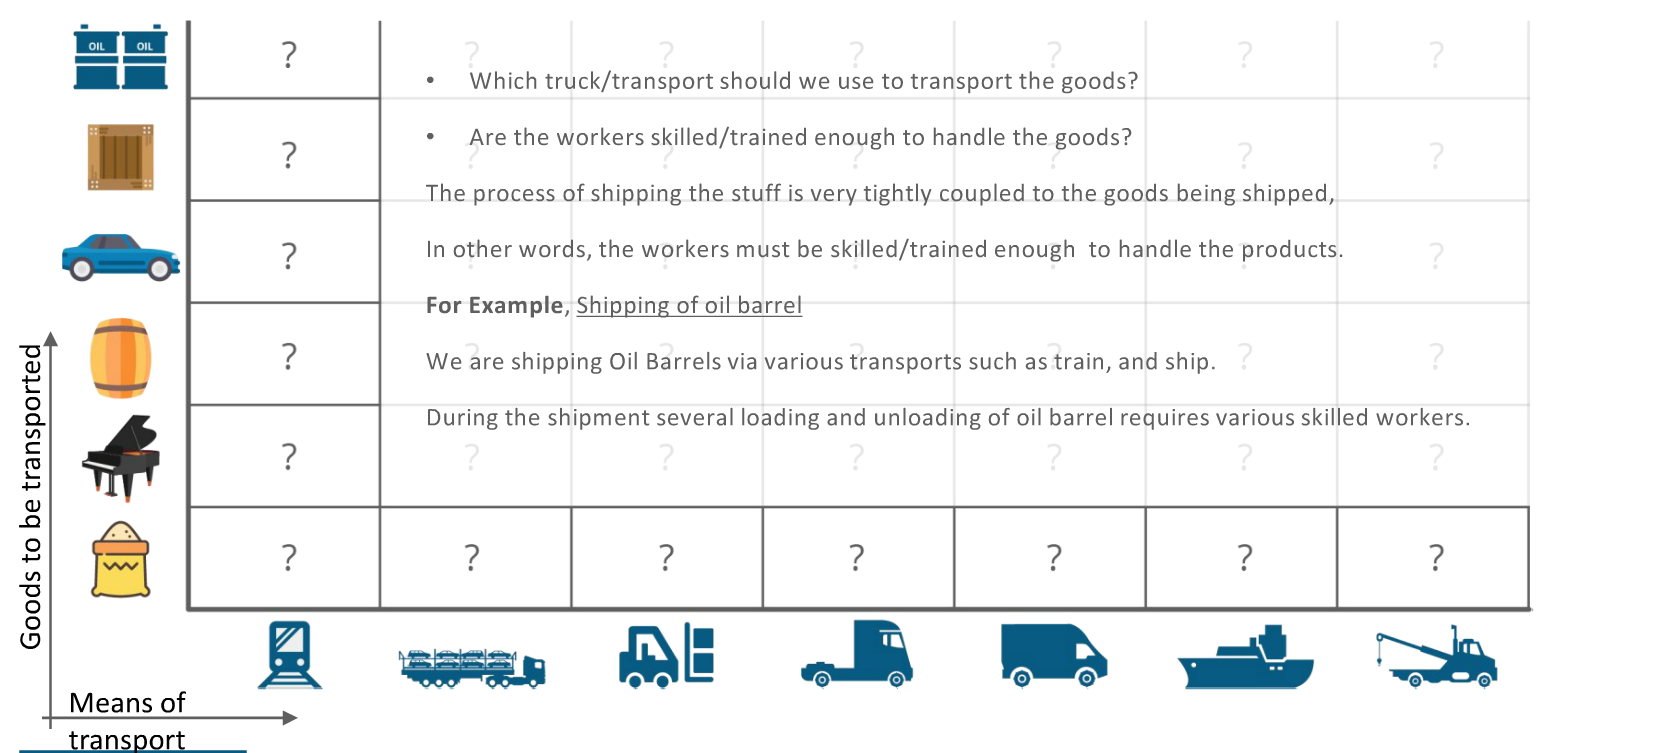 OIL OIL
? ? ? ? ? ? ?
• Which truck/transport should we use to transport the goods?
• Are the workers skilled/trained enough to handle the goods?
? ? ? ? ? ? ?
The process of shipping the stuff is very tightly coupled to the goods being shipped,
In other words, the workers must be skilled/trained enough to handle the products.
? ? ? ? ? ? ?
For Example, Shipping of oil barrel
We are shipping Oil Barrels via various transports such as train, and ship.
? ? ? ? ? ? ?
During the shipment several loading and unloading of oil barrel requires various skilled workers.
? ? ? ? ? ? ?
? ? ? ? ? ? ?
Goods to be transported
Means of
transport